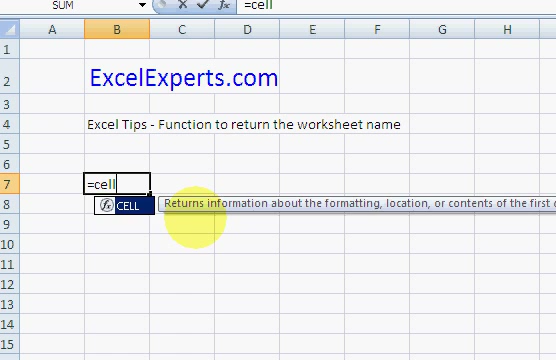 SUM =cell
A B C D E F G H
1
2 ExcelExperts.com
3
4 Excel Tips - Function to return the worksheet name
5
6
7 =cell
8 fx CELL Returns information about the formatting, location, or contents of the first
9
10
11
12
13
14
15